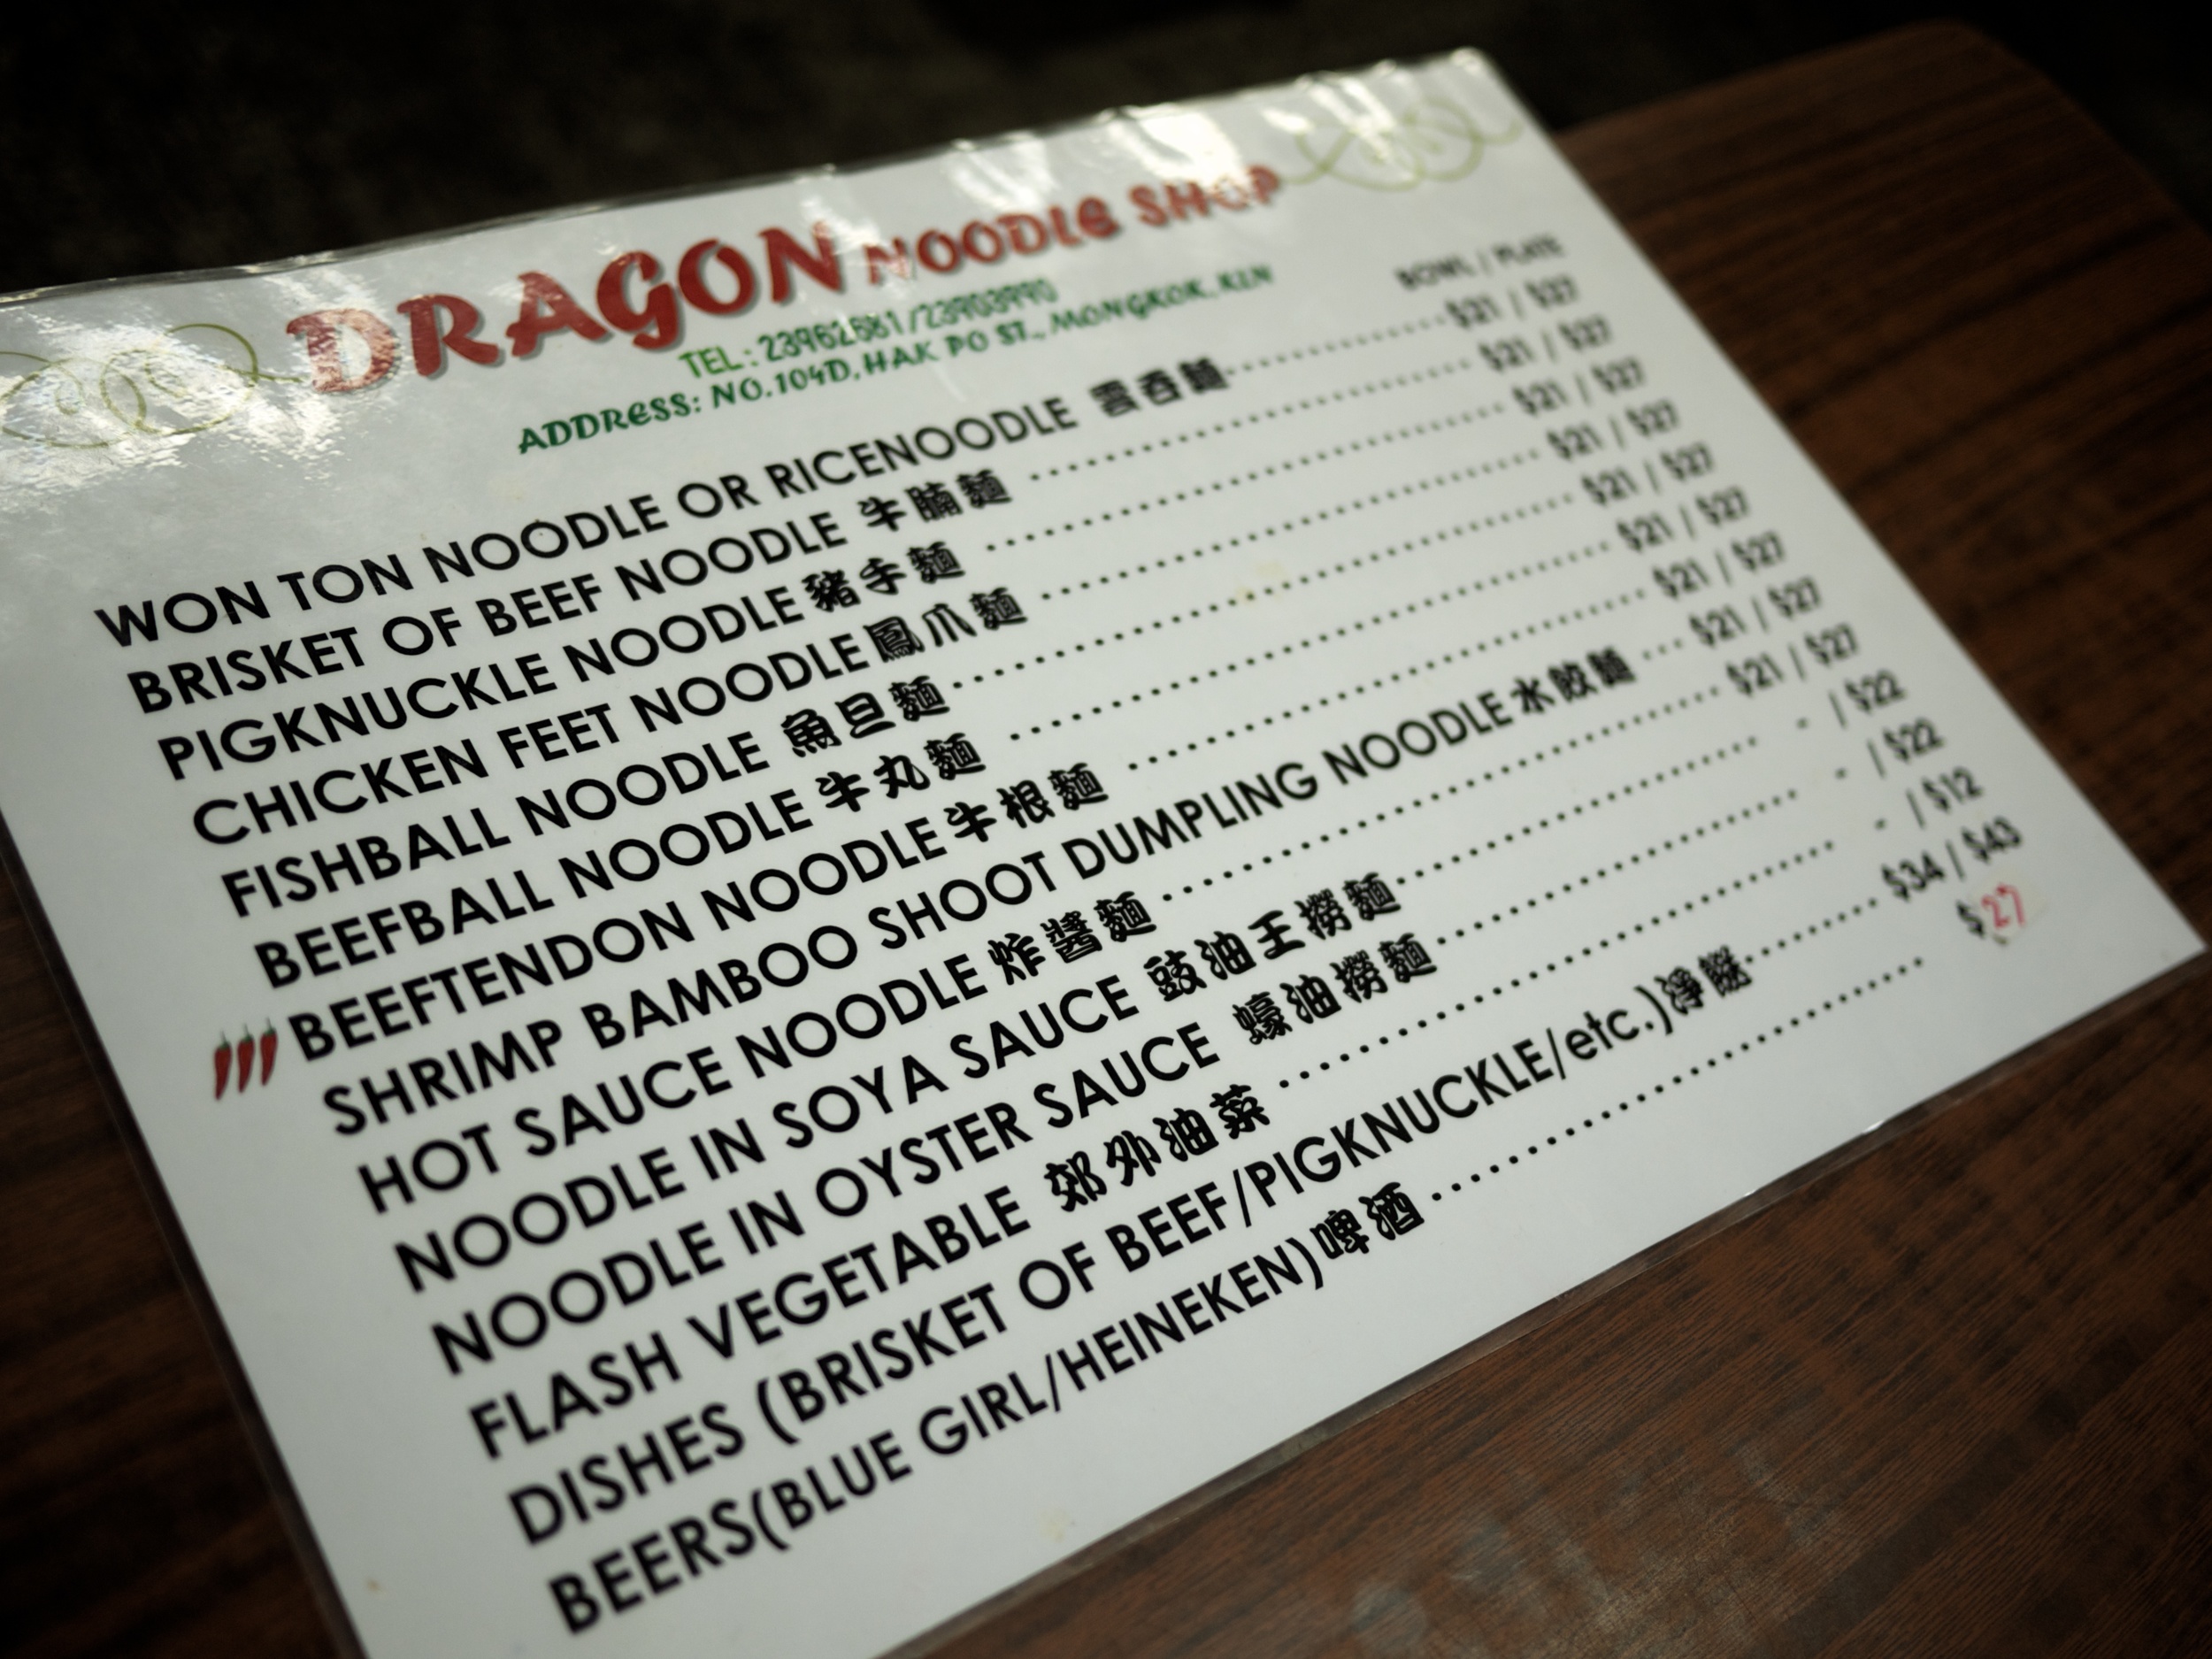 DRAGON NOODLE SHOP
TEL: 23962681/23903990
ADDRESS: NO.104D, HAK PO ST., MONGKOK, KLN
BOWL / PLATE
WON TON NOODLE OR RICENOODLE 雲吞麵 $21 / $27
BRISKET OF BEEF NOODLE 牛腩麵 $21 / $27
PIGKNUCKLE NOODLE 豬手麵 $21 / $27
CHICKEN FEET NOODLE 鳳爪麵 $21 / $27
FISHBALL NOODLE 魚旦麵 $21 / $27
BEEFBALL NOODLE 牛丸麵 $21 / $27
BEEFTENDON NOODLE 牛根麵 $21 / $27
SHRIMP BAMBOO SHOOT DUMPLING NOODLE 水餃麵 $21 / $27
HOT SAUCE NOODLE 炸醬麵 $21 / $27
NOODLE IN SOYA SAUCE 豉油王撈麵 - / $22
NOODLE IN OYSTER SAUCE 蠔油撈麵 - / $22
FLASH VEGETABLE 郊外油菜 - / $12
DISHES (BRISKET OF BEEF/PIGKNUCKLE/etc.) 淨餸 $34 / $43
BEERS(BLUE GIRL/HEINEKEN) 啤酒 $27